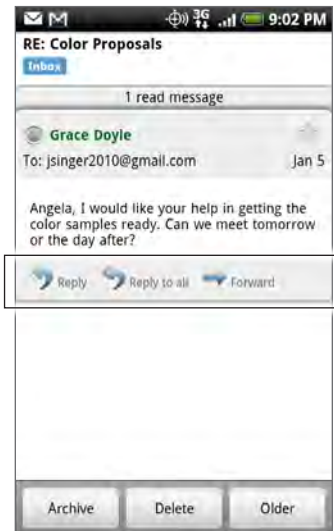 3G 9:02 PM
RE: Color Proposals
Inbox
1 read message
Grace Doyle
To: jsinger2010@gmail.com Jan 5
Angela, I would like your help in getting the
color samples ready. Can we meet tomorrow
or the day after?
Reply Reply to all Forward
Archive Delete Older